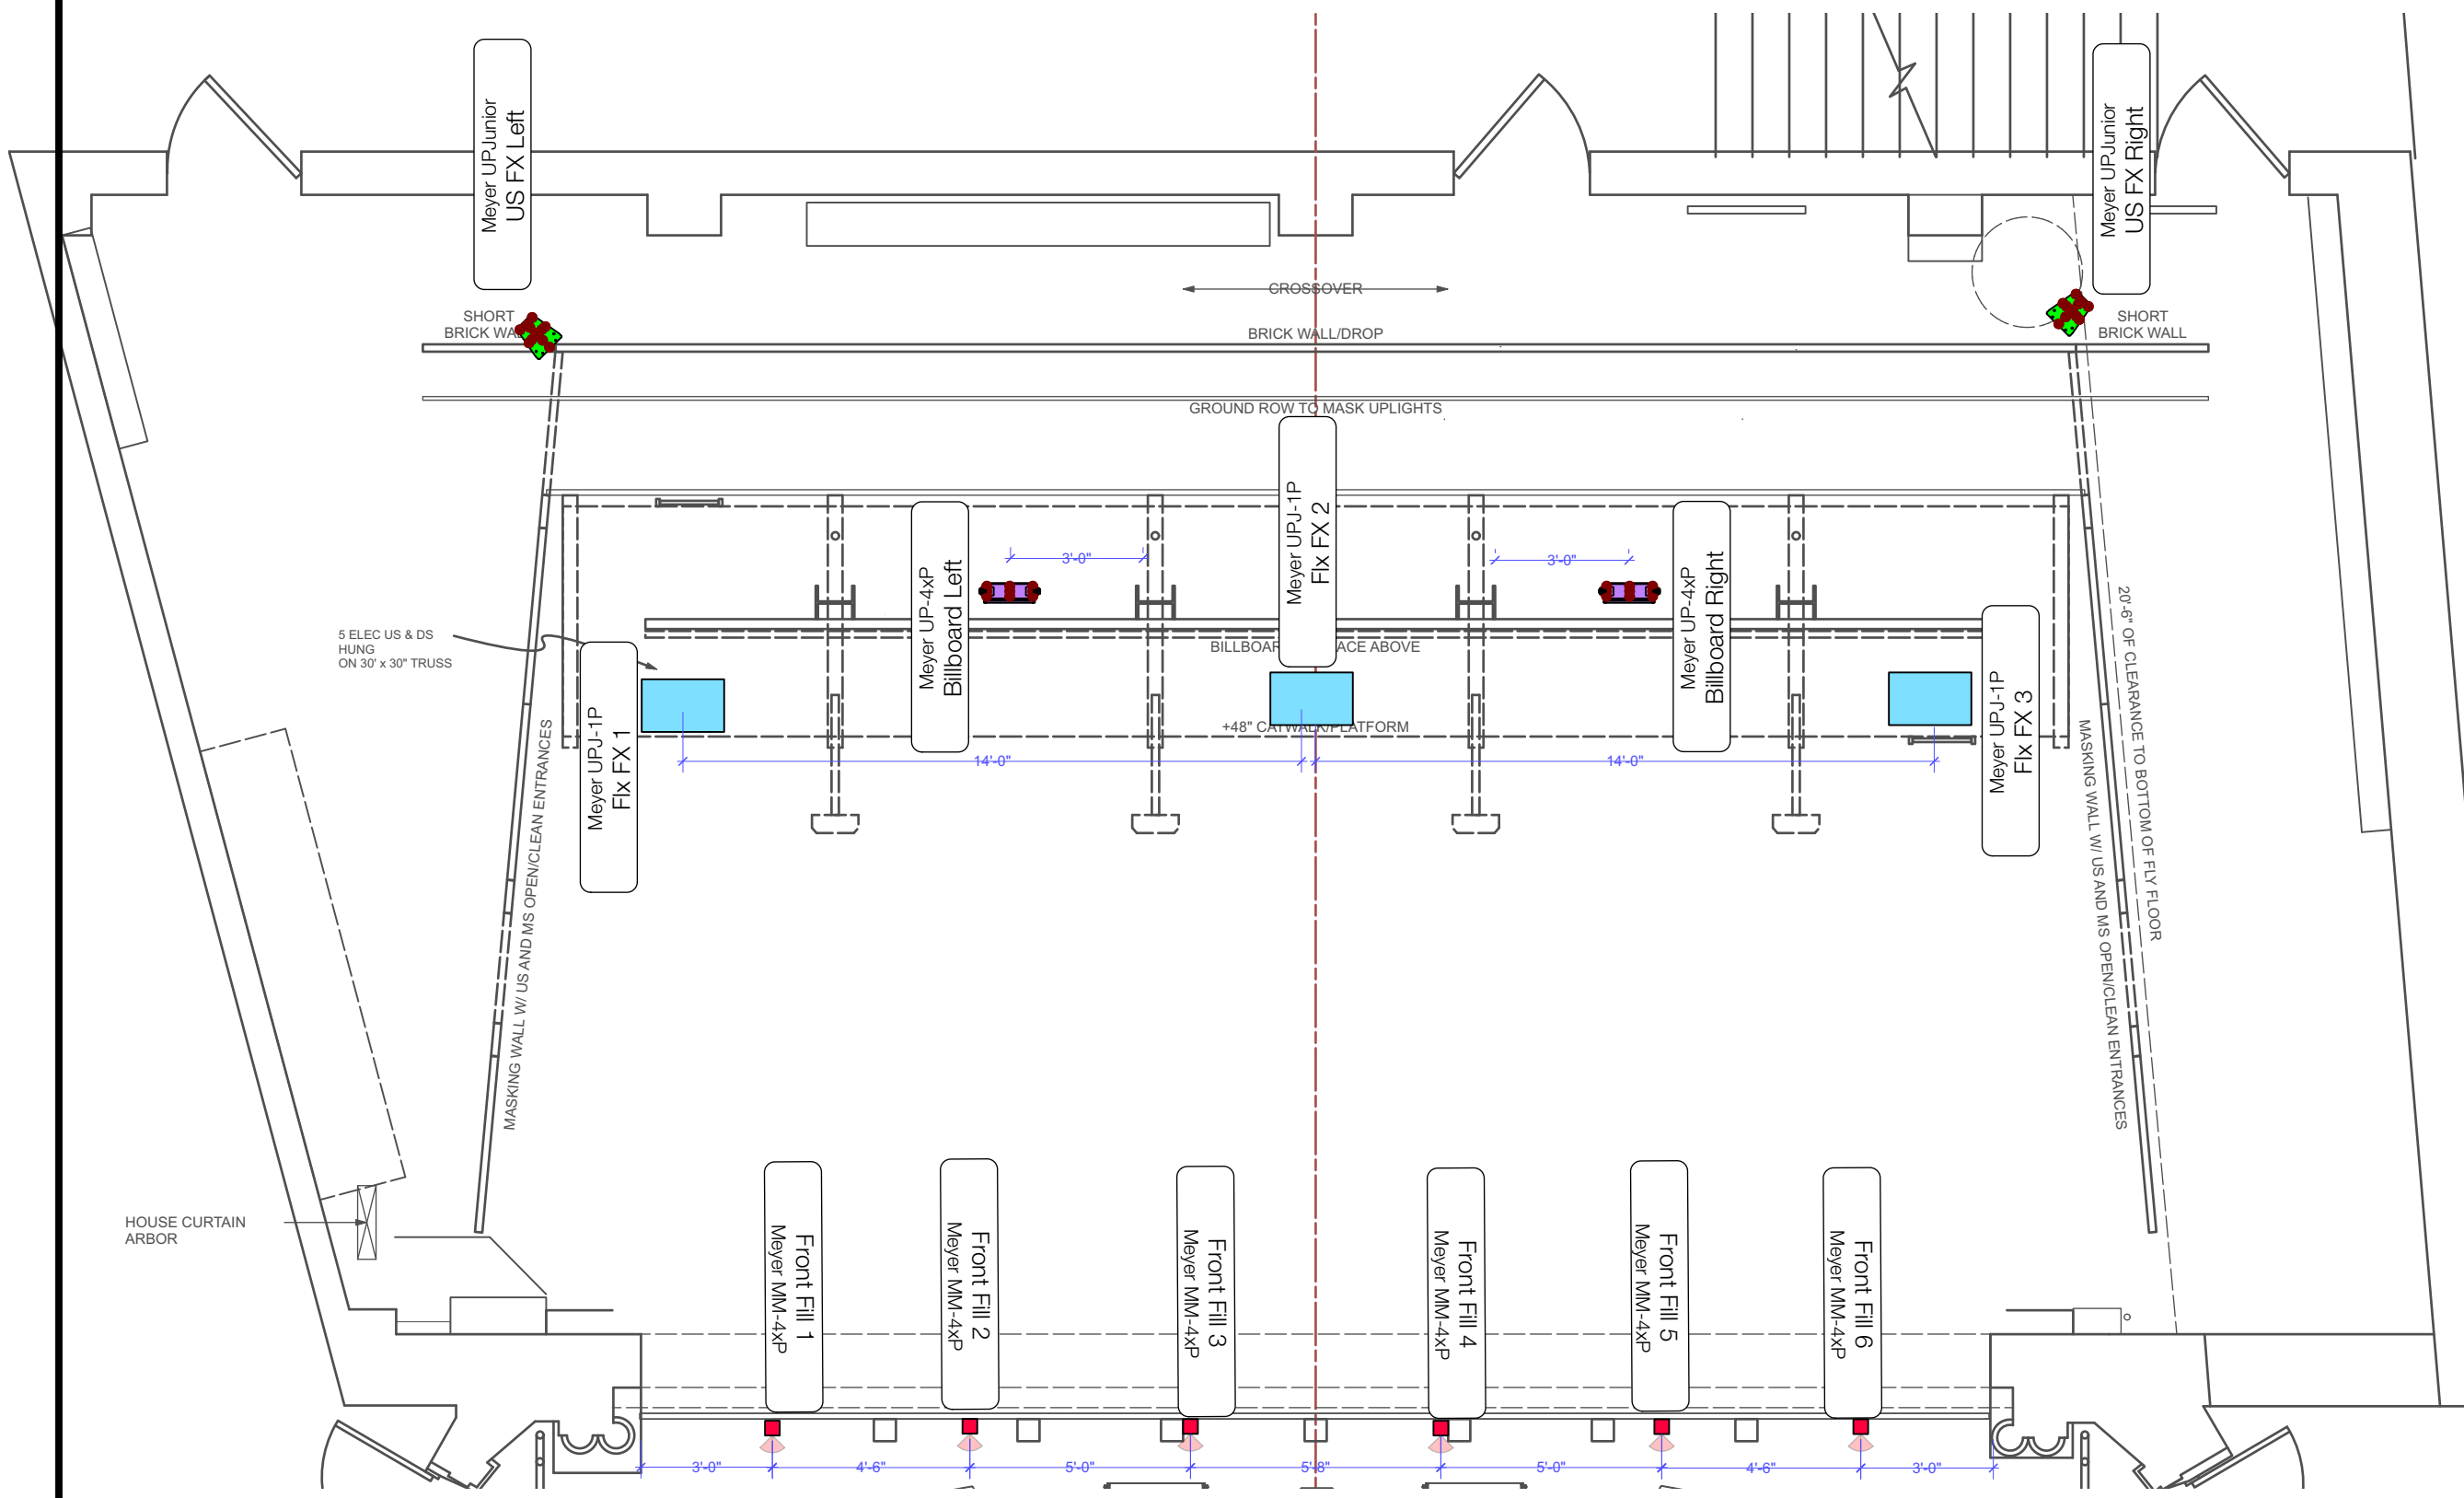 Meyer UPJunior
US FX Left
Meyer UPJunior
US FX Right
CROSSOVER
SHORT
BRICK
BRICK WALL/DROP
SHORT
BRICK WALL
GROUND ROW TO MASK UPLIGHTS
Meyer UPJ-1P
Flx FX 2
Meyer UP-4xP
Billboard Left
3'-0"
3'-0"
Meyer UP-4xP
Billboard Right
5 ELEC US & DS
HUNG
ON 30' x 30" TRUSS
ABOVE
Meyer UPJ-1P
Flx FX 1
Meyer UPJ-1P
Flx FX 3
+48" CATWALK/PLATFORM
14'-0"
14'-0"
MASKING WALL W/ US AND MS OPEN/CLEAN ENTRANCES
20'-6" OF CLEARANCE TO BOTTOM OF FLY FLOOR
MASKING WALL W/ US AND MS OPEN/CLEAN ENTRANCES
HOUSE CURTAIN
ARBOR
Front Fill 1
Meyer MM-4xP
Front Fill 2
Meyer MM-4xP
Front Fill 3
Meyer MM-4xP
Front Fill 4
Meyer MM-4xP
Front Fill 5
Meyer MM-4xP
Front Fill 6
Meyer MM-4xP
3'-0"
4'-6"
5'-0"
5'-8"
5'-0"
4'-6"
3'-0"